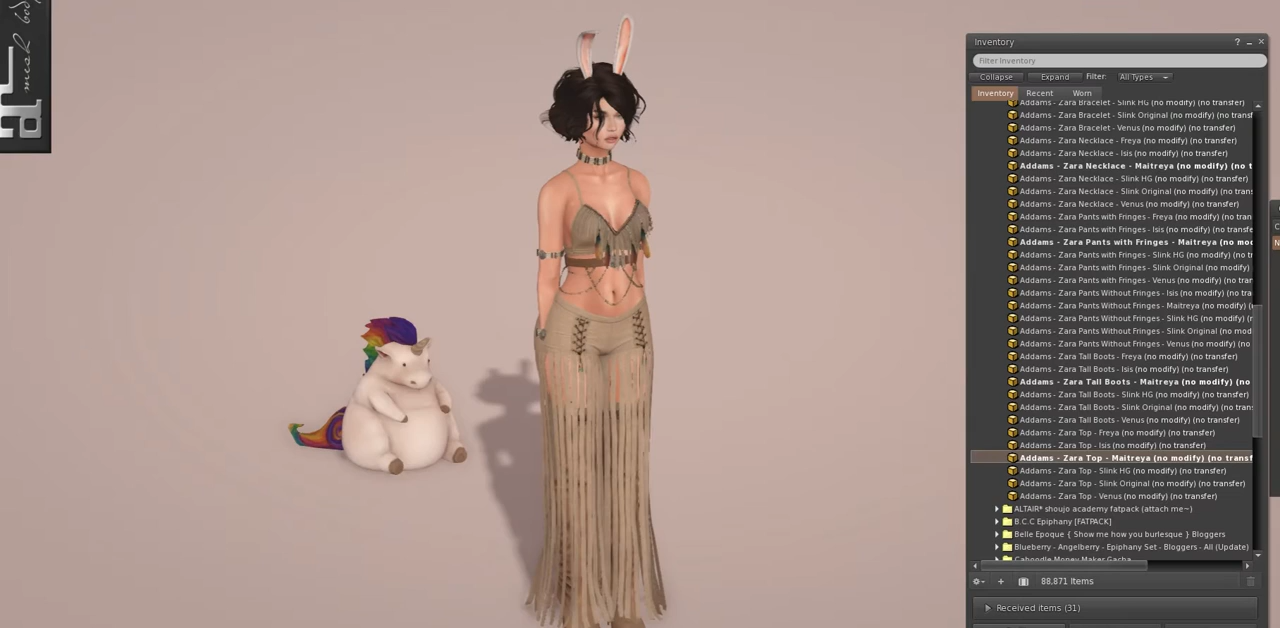 mesh body
Inventory
? _ ×
Filter Inventory
Collapse Expand Filter: All Types
Inventory Recent Worn
Addams - Zara Bracelet - Slink HG (no modify) (no transfer)
Addams - Zara Bracelet - Slink Original (no modify) (no transf
Addams - Zara Bracelet - Venus (no modify) (no transfer)
Addams - Zara Necklace - Freya (no modify) (no transfer)
Addams - Zara Necklace - Isis (no modify) (no transfer)
Addams - Zara Necklace - Maitreya (no modify) (no t
Addams - Zara Necklace - Slink HG (no modify) (no transfer)
Addams - Zara Necklace - Slink Original (no modify) (no transf
Addams - Zara Necklace - Venus (no modify) (no transfer)
Addams - Zara Pants with Fringes - Freya (no modify) (no trans
Addams - Zara Pants with Fringes - Isis (no modify) (no transfe
Addams - Zara Pants with Fringes - Maitreya (no mod
Addams - Zara Pants with Fringes - Slink HG (no modify) (no tr
Addams - Zara Pants with Fringes - Slink Original (no modify)
Addams - Zara Pants with Fringes - Venus (no modify) (no tran
Addams - Zara Pants Without Fringes - Isis (no modify) (no tra
Addams - Zara Pants Without Fringes - Maitreya (no modify) (
Addams - Zara Pants Without Fringes - Slink HG (no modify) (n
Addams - Zara Pants Without Fringes - Slink Original (no mod
Addams - Zara Pants Without Fringes - Venus (no modify) (no
Addams - Zara Tall Boots - Freya (no modify) (no transfer)
Addams - Zara Tall Boots - Isis (no modify) (no transfer)
Addams - Zara Tall Boots - Maitreya (no modify) (no
Addams - Zara Tall Boots - Slink HG (no modify) (no transfer)
Addams - Zara Tall Boots - Slink Original (no modify) (no transf
Addams - Zara Tall Boots - Venus (no modify) (no transfer)
Addams - Zara Top - Freya (no modify) (no transfer)
Addams - Zara Top - Isis (no modify) (no transfer)
Addams - Zara Top - Maitreya (no modify) (no transf
Addams - Zara Top - Slink HG (no modify) (no transfer)
Addams - Zara Top - Slink Original (no modify) (no transfer)
Addams - Zara Top - Venus (no modify) (no transfer)
ALTAIR* shoujo academy fatpack (attach me~)
B.C.C Epiphany [FATPACK]
Belle Epoque { Show me how you burlesque } Bloggers
Blueberry - Angelberry - Epiphany Set - Bloggers - All (Update)
Caboodle Money Maker Gacha
88,871 Items
Received items (31)